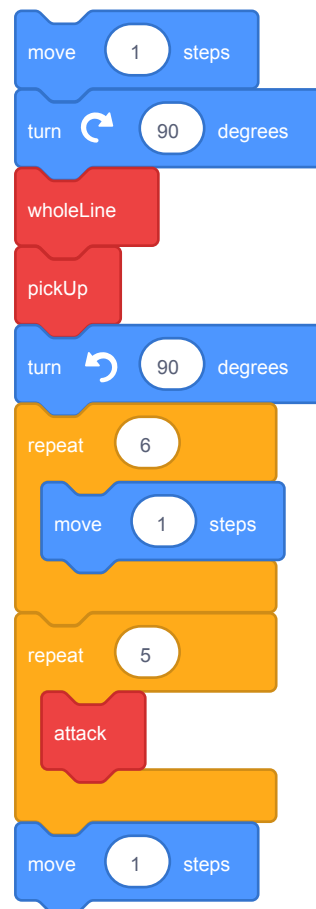 move 1 steps
turn 90 degrees
wholeLine
pickUp
turn 90 degrees
repeat 6
move 1 steps
repeat 5
attack
move 1 steps